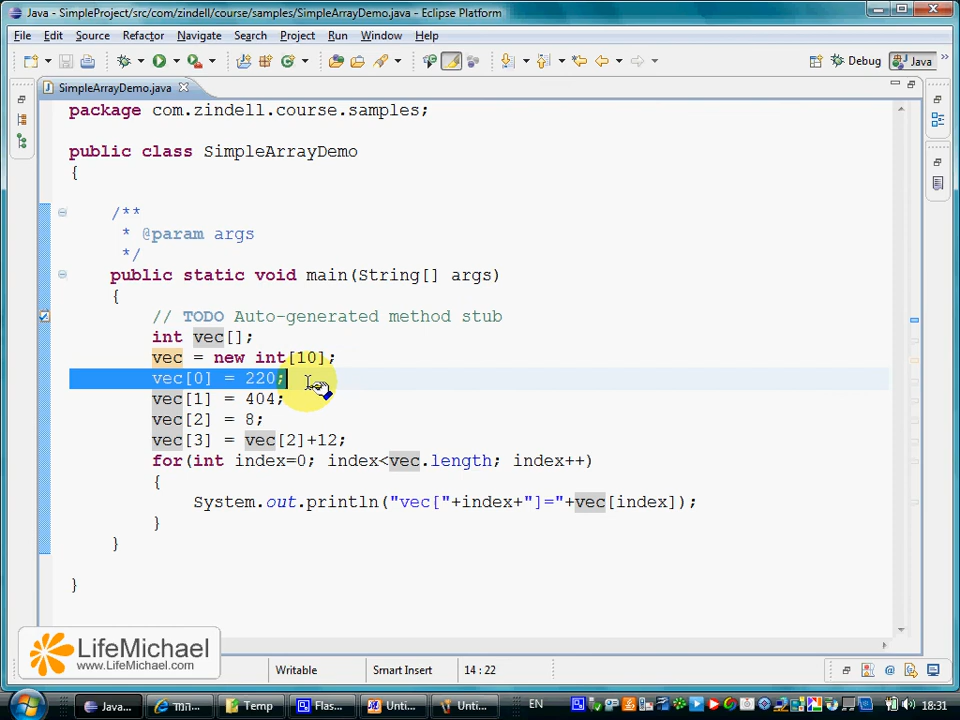 Java - SimpleProject/src/com/zindell/course/samples/SimpleArrayDemo.java - Eclipse Platform
File Edit Source Refactor Navigate Search Project Run Window Help
Debug Java
SimpleArrayDemo.java
package com.zindell.course.samples;
public class SimpleArrayDemo
{
/**
* @param args
*/
public static void main(String[] args)
{
// TODO Auto-generated method stub
int vec[];
vec = new int[10];
vec[0] = 220;
vec[1] = 404;
vec[2] = 8;
vec[3] = vec[2]+12;
for(int index=0; index<vec.length; index++)
{
System.out.println("vec["+index+"]="+vec[index]);
}
}
}
LifeMichael
www.LifeMichael.com
Writable Smart Insert 14 : 22
Java... תמו... Temp Flas... Unti... Unti... EN 18:31